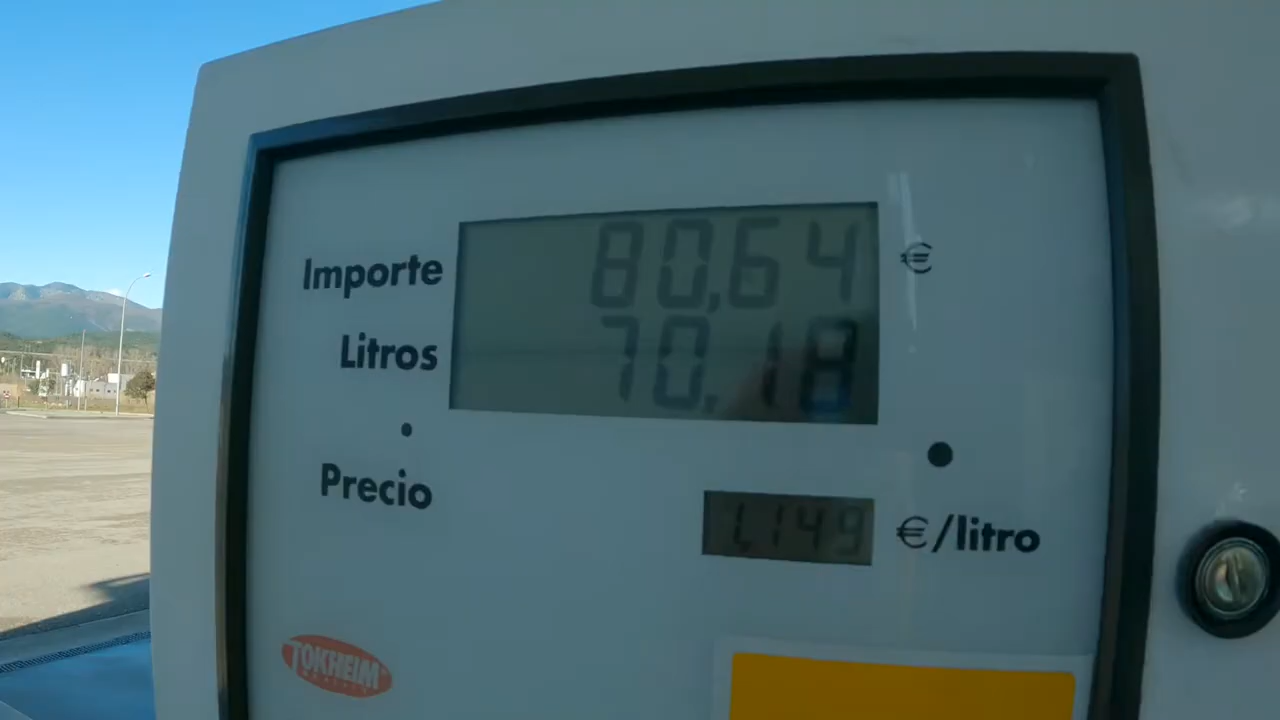 Importe 80,64 €
Litros 70,18
Precio 1,149 €/litro
TOKHEIM